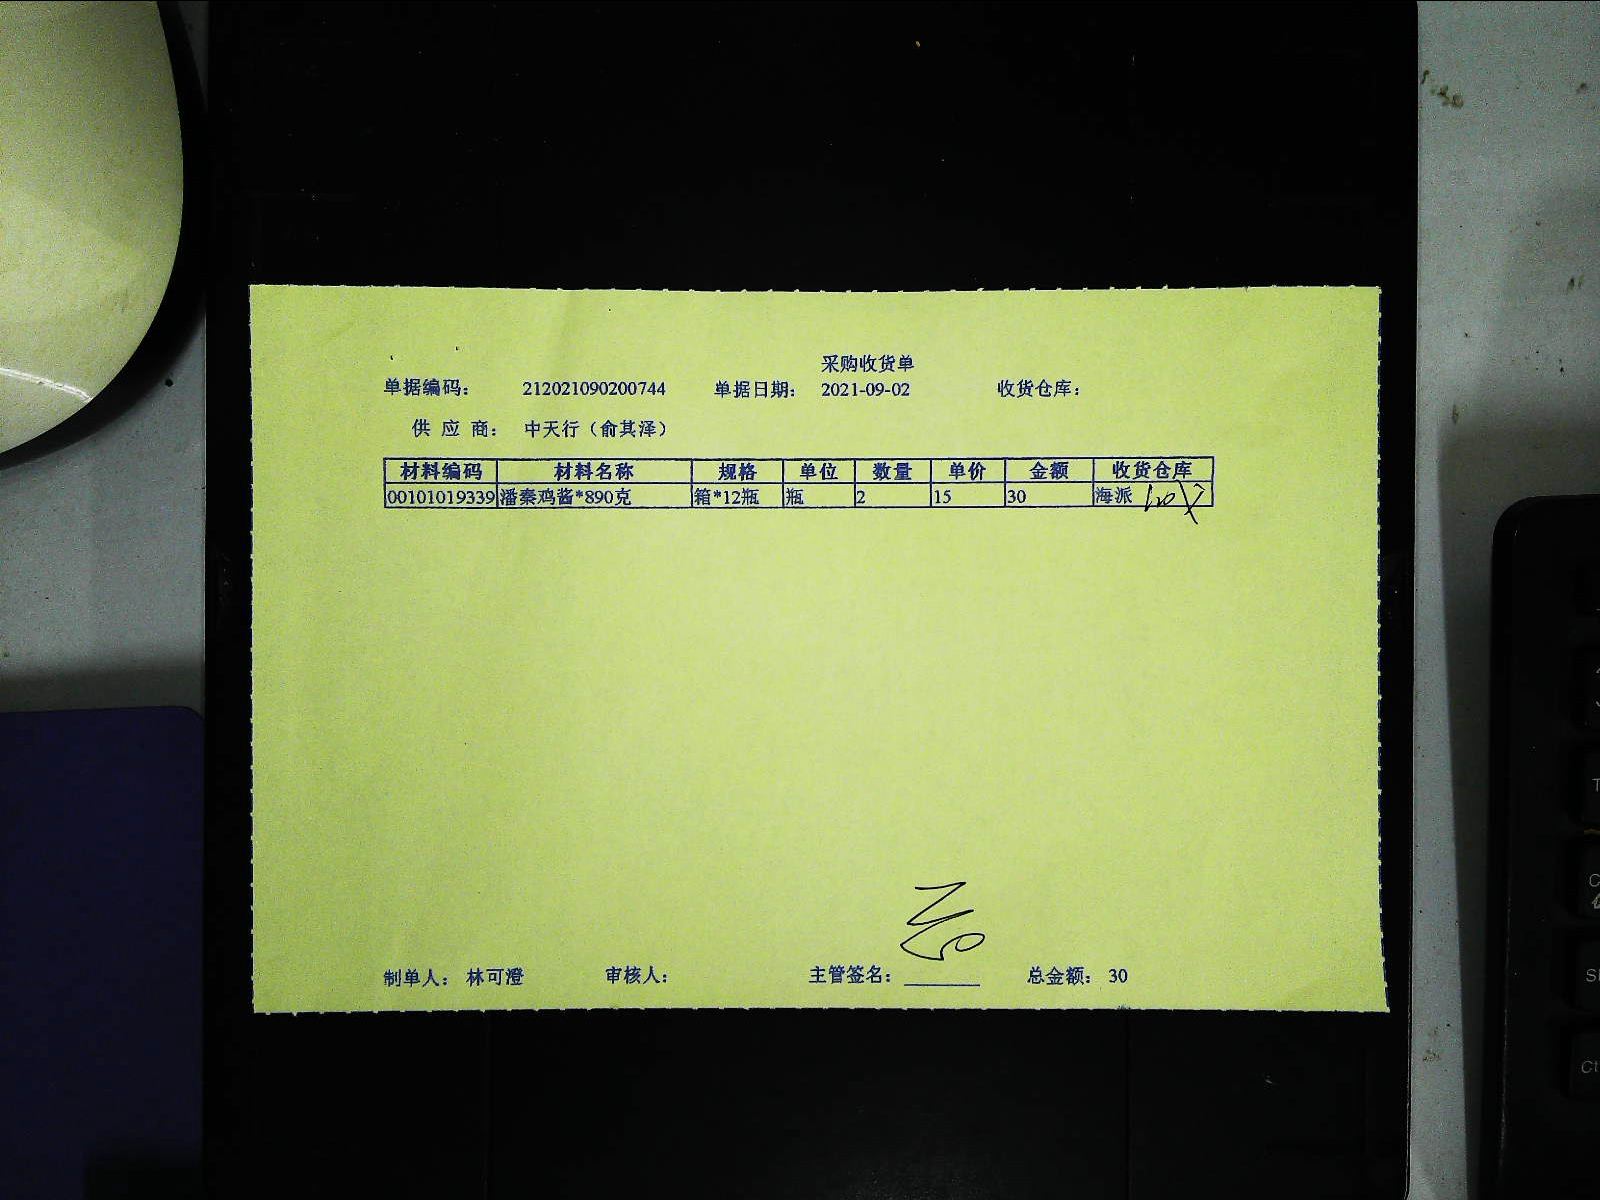 采购收货单
单据编码： 212021090200744 单据日期： 2021-09-02 收货仓库：
供 应 商： 中天行（俞其泽）
材料编码 材料名称 规格 单位 数量 单价 金额 收货仓库
00101019339 潘秦鸡酱*890克 箱*12瓶 瓶 2 15 30 海派
制单人： 林可澄 审核人： 主管签名： 总金额： 30